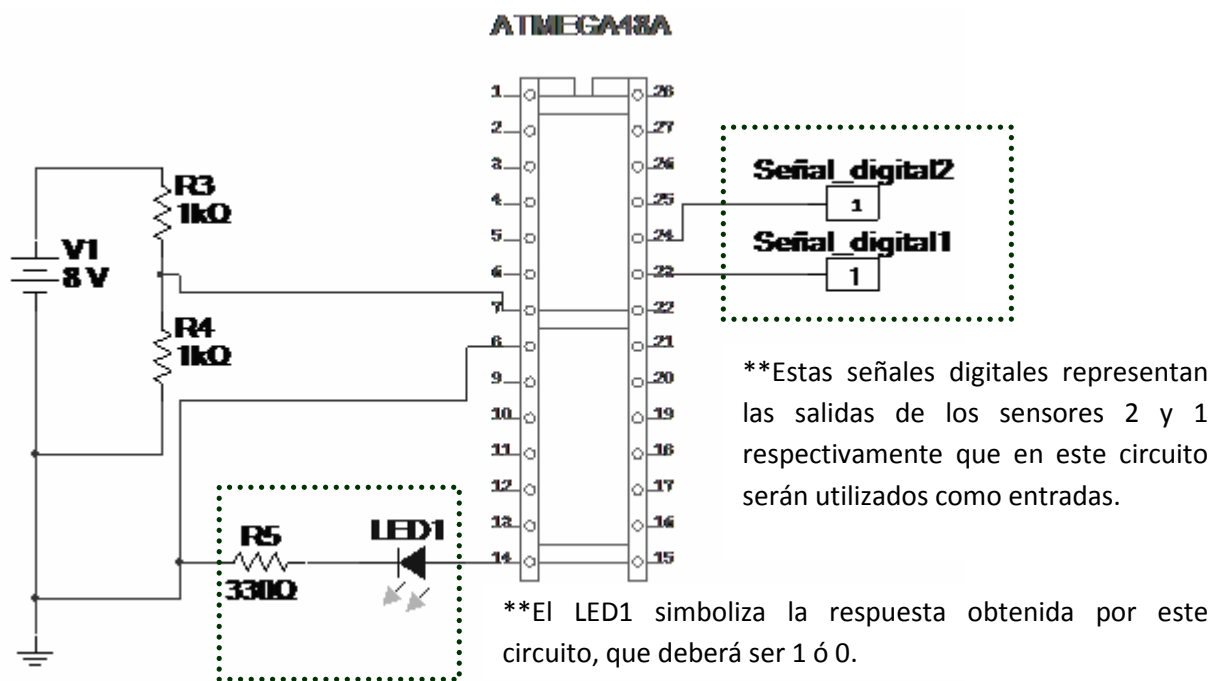 ATMEGA48A
1 28
2 27
3 26
Señal_digital2
R3
1kΩ
4 25
1
5 24
Señal_digital1
V1
8 V
6 23
1
7 22
R4
1kΩ
8 21
9 20
10 19
11 18
12 17
13 16
14 15
**Estas señales digitales representan
las salidas de los sensores 2 y 1
respectivamente que en este circuito
serán utilizados como entradas.
R5
330Ω
LED1
**El LED1 simboliza la respuesta obtenida por este
circuito, que deberá ser 1 ó 0.